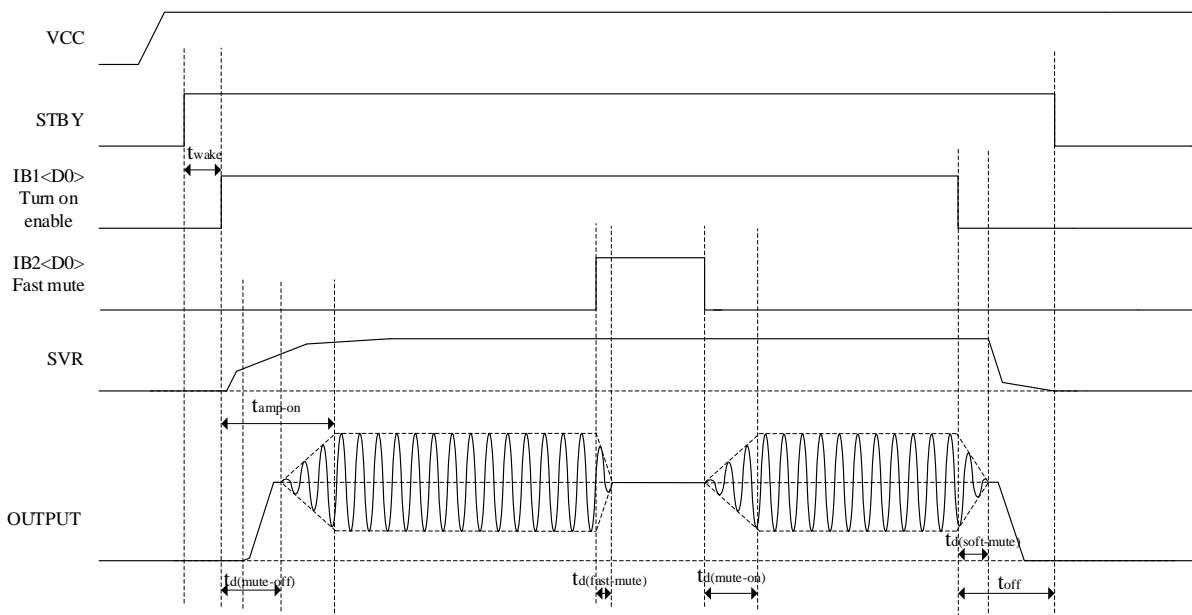 VCC
STBY
twake
IB1<D0>
Turn on
enable
IB2<D0>
Fast mute
SVR
tamp-on
OUTPUT
td(mute-off)
td(fast-mute)
td(mute-on)
td(soft-mute)
toff